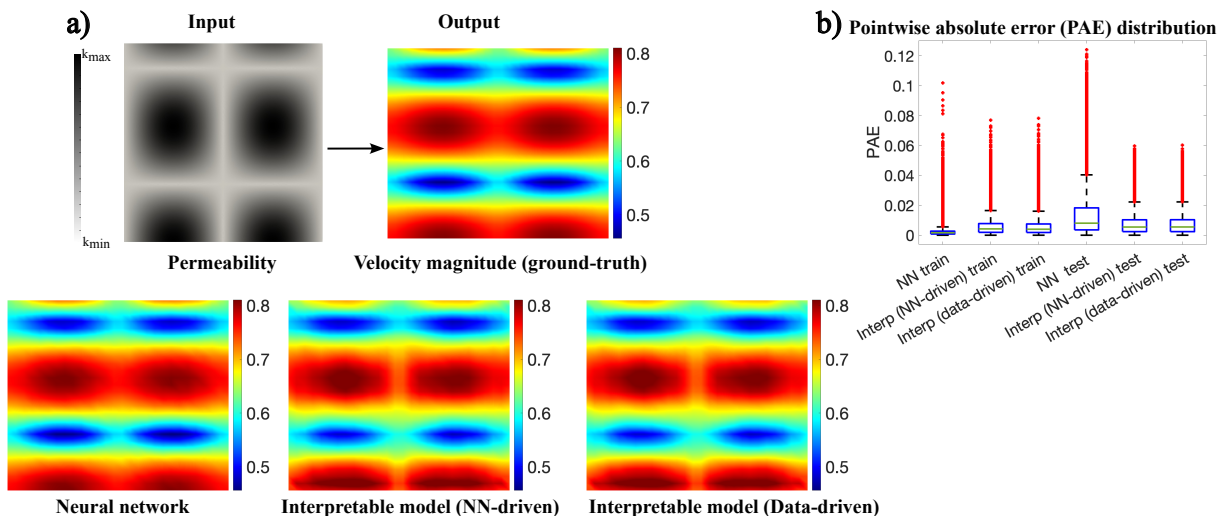 a)
Input
Output
k_max
k_min
Permeability
0.8
0.7
0.6
0.5
Velocity magnitude (ground-truth)
b) Pointwise absolute error (PAE) distribution
PAE
0.12
0.1
0.08
0.06
0.04
0.02
0
NN train
Interp (NN-driven) train
Interp (data-driven) train
NN test
Interp (NN-driven) test
Interp (data-driven) test
0.8
0.7
0.6
0.5
Neural network
0.8
0.7
0.6
0.5
Interpretable model (NN-driven)
0.8
0.7
0.6
0.5
Interpretable model (Data-driven)